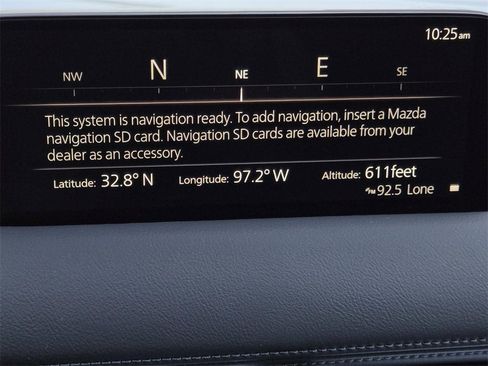 10:25am
NW N NE E SE
This system is navigation ready. To add navigation, insert a Mazda
navigation SD card. Navigation SD cards are available from your
dealer as an accessory.
Latitude: 32.8° N Longitude: 97.2° W Altitude: 611feet
FM 92.5 Lone